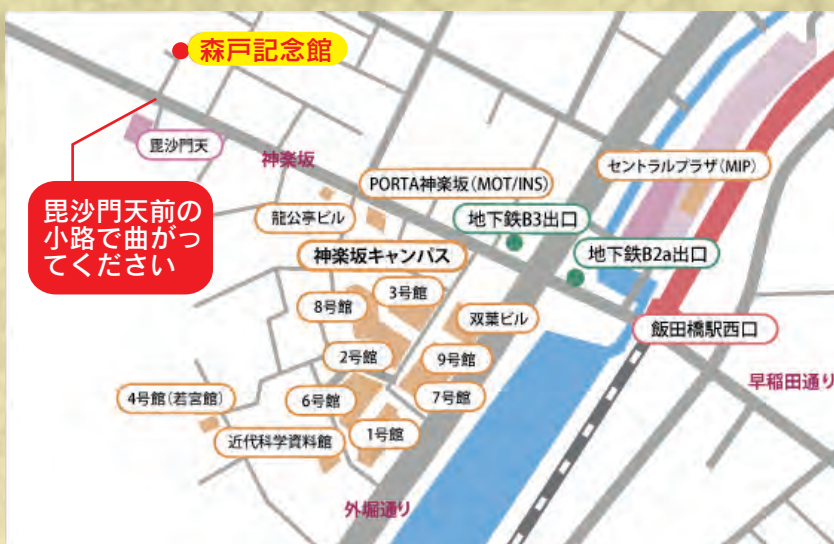 森戸記念館
毘沙門天
神楽坂
セントラルプラザ(MIP)
PORTA神楽坂(MOT/INS)
毘沙門天前の
小路で曲がっ
てください
龍公亭ビル
地下鉄B3出口
神楽坂キャンパス
地下鉄B2a出口
3号館
8号館
双葉ビル
飯田橋駅西口
2号館
9号館
早稲田通り
4号館(若宮館)
6号館
7号館
近代科学資料館
1号館
外堀通り